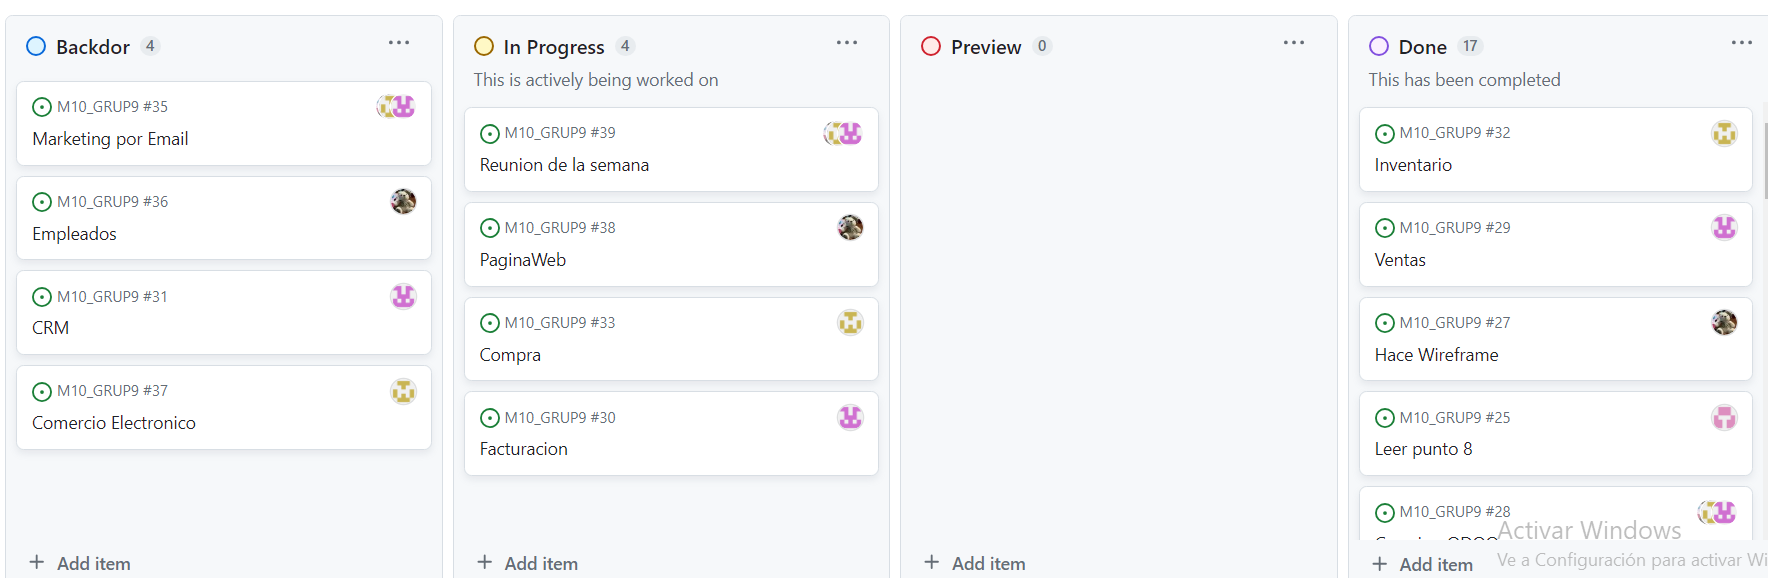 Backdor 4
M10_GRUP9 #35
Marketing por Email
M10_GRUP9 #36
Empleados
M10_GRUP9 #31
CRM
M10_GRUP9 #37
Comercio Electronico
Add item
In Progress 4
This is actively being worked on
M10_GRUP9 #39
Reunion de la semana
M10_GRUP9 #38
PaginaWeb
M10_GRUP9 #33
Compra
M10_GRUP9 #30
Facturacion
Add item
Preview 0
Add item
Done 17
This has been completed
M10_GRUP9 #32
Inventario
M10_GRUP9 #29
Ventas
M10_GRUP9 #27
Hace Wireframe
M10_GRUP9 #25
Leer punto 8
M10_GRUP9 #28
Add item
Activar Windows
Ve a Configuración para activar Wi